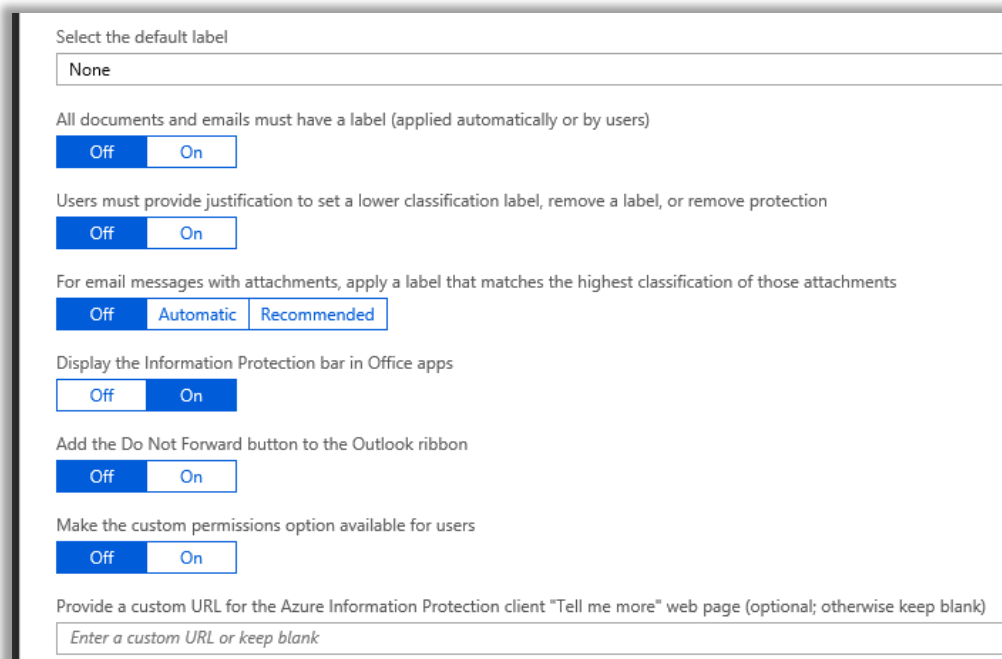 Select the default label
None
All documents and emails must have a label (applied automatically or by users)
Off On
Users must provide justification to set a lower classification label, remove a label, or remove protection
Off On
For email messages with attachments, apply a label that matches the highest classification of those attachments
Off Automatic Recommended
Display the Information Protection bar in Office apps
Off On
Add the Do Not Forward button to the Outlook ribbon
Off On
Make the custom permissions option available for users
Off On
Provide a custom URL for the Azure Information Protection client "Tell me more" web page (optional; otherwise keep blank)
Enter a custom URL or keep blank